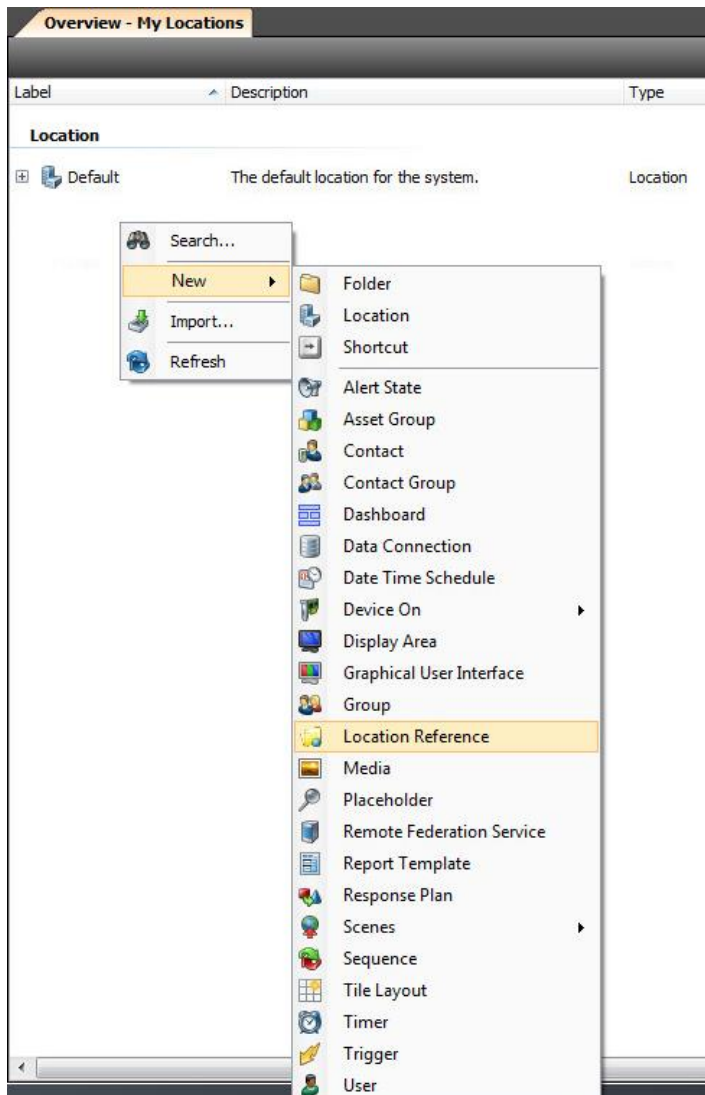 Overview - My Locations
Label Description Type
Location
Default The default location for the system. Location
Search...
New
Import...
Refresh
Folder
Location
Shortcut
Alert State
Asset Group
Contact
Contact Group
Dashboard
Data Connection
Date Time Schedule
Device On
Display Area
Graphical User Interface
Group
Location Reference
Media
Placeholder
Remote Federation Service
Report Template
Response Plan
Scenes
Sequence
Tile Layout
Timer
Trigger
User